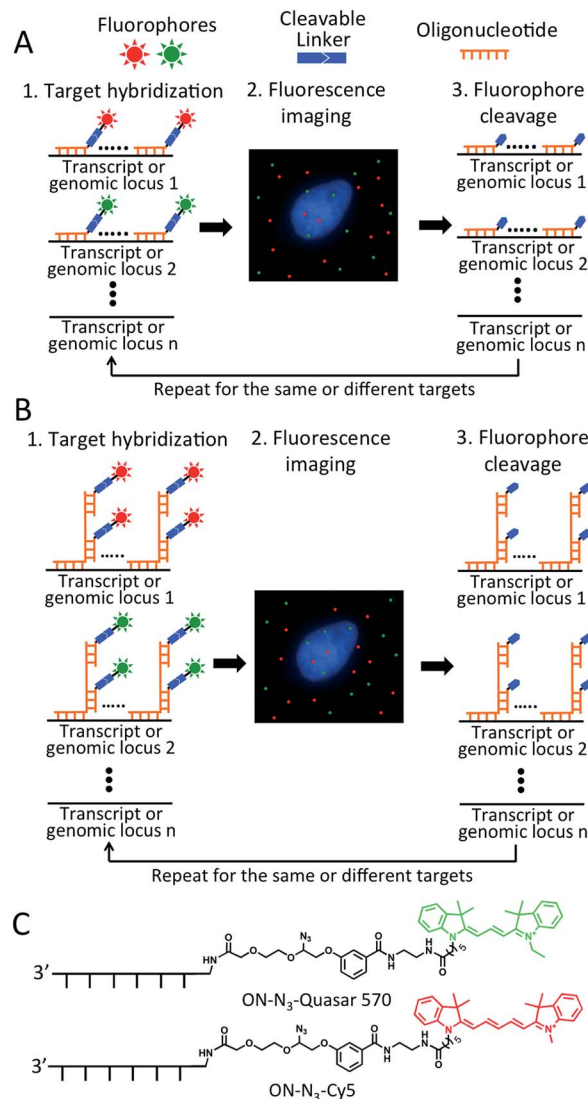 A
Fluorophores
Cleavable
Linker
Oligonucleotide
1. Target hybridization
2. Fluorescence
imaging
3. Fluorophore
cleavage
Transcript or
genomic locus 1
Transcript or
genomic locus 2
Transcript or
genomic locus n
Transcript or
genomic locus 1
Transcript or
genomic locus 2
Transcript or
genomic locus n
Repeat for the same or different targets
B
1. Target hybridization
2. Fluorescence
imaging
3. Fluorophore
cleavage
Transcript or
genomic locus 1
Transcript or
genomic locus 2
Transcript or
genomic locus n
Transcript or
genomic locus 1
Transcript or
genomic locus 2
Transcript or
genomic locus n
Repeat for the same or different targets
C
3’
NH
O
O
O
N₃
O
O
N
H
H
N
O
5
N
N⁺
ON-N₃-Quasar 570
3’
NH
O
O
O
N₃
O
O
N
H
H
N
O
5
N
N⁺
ON-N₃-Cy5